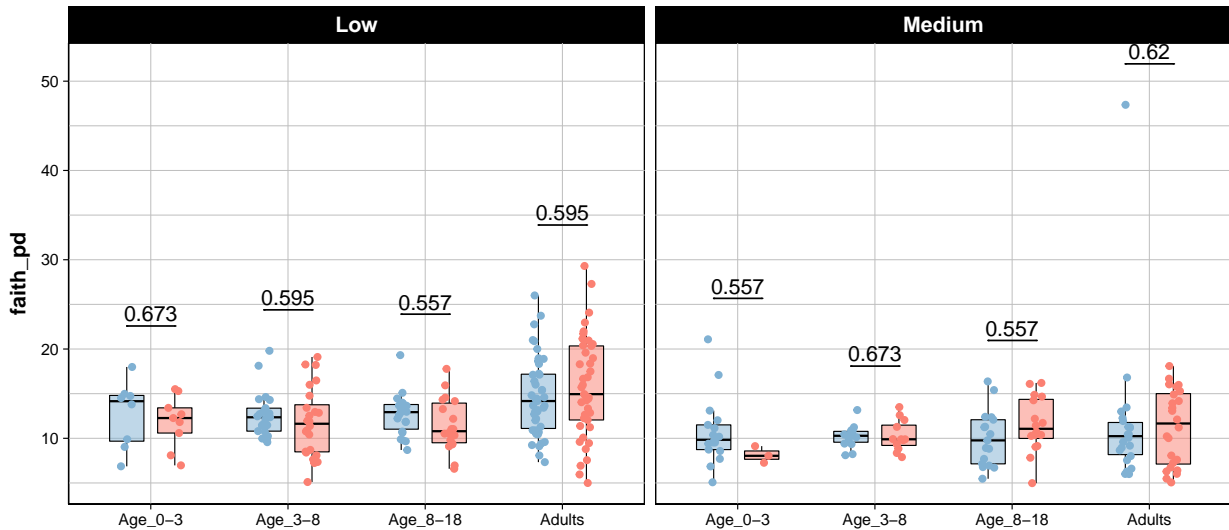 Low
Medium
faith_pd
50
40
30
20
10
0.673
0.595
0.557
0.595
0.557
0.673
0.557
0.62
Age_0−3
Age_3−8
Age_8−18
Adults
Age_0−3
Age_3−8
Age_8−18
Adults